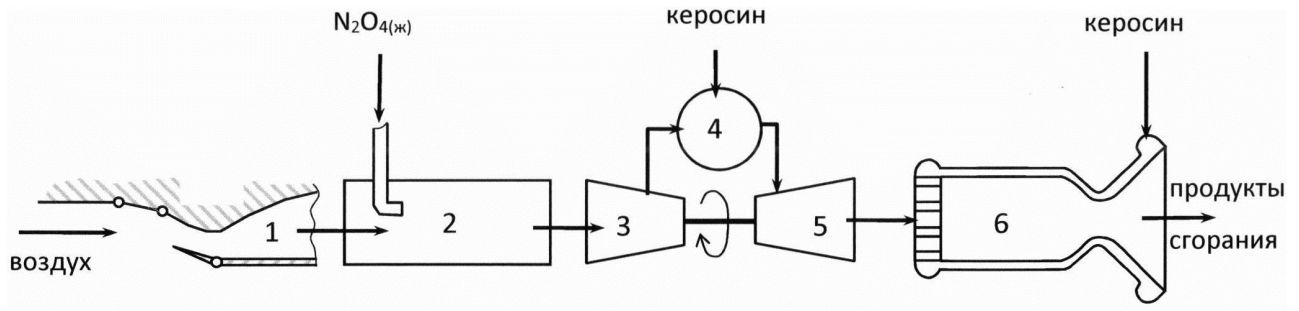 N₂O₄(ж)
керосин
керосин
4
1
2
3
5
6
воздух
продукты
сгорания